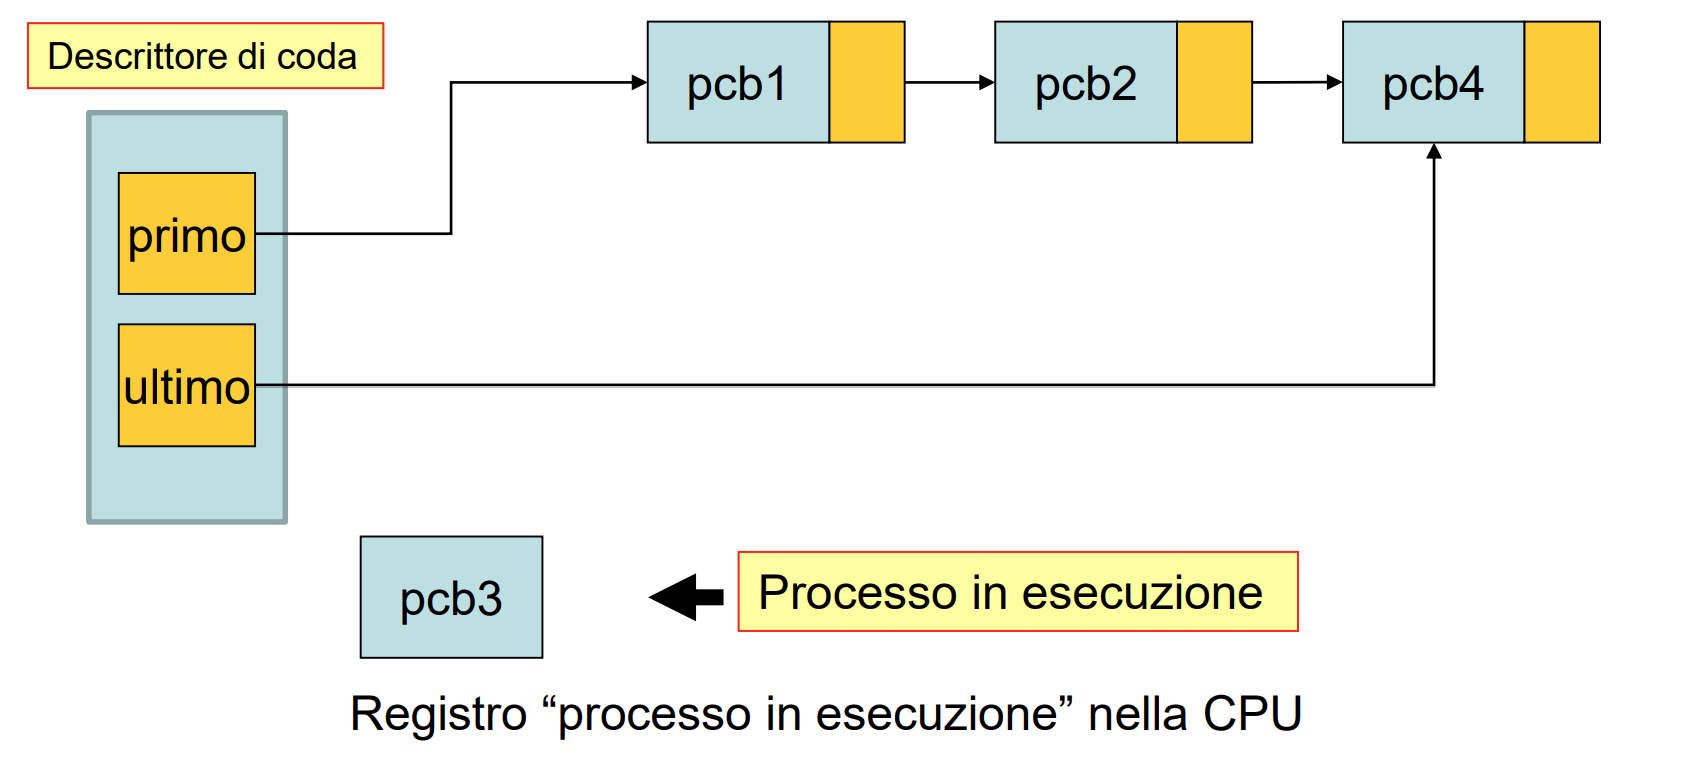 Descrittore di coda
pcb1
pcb2
pcb4
primo
ultimo
pcb3
Processo in esecuzione
Registro “processo in esecuzione” nella CPU